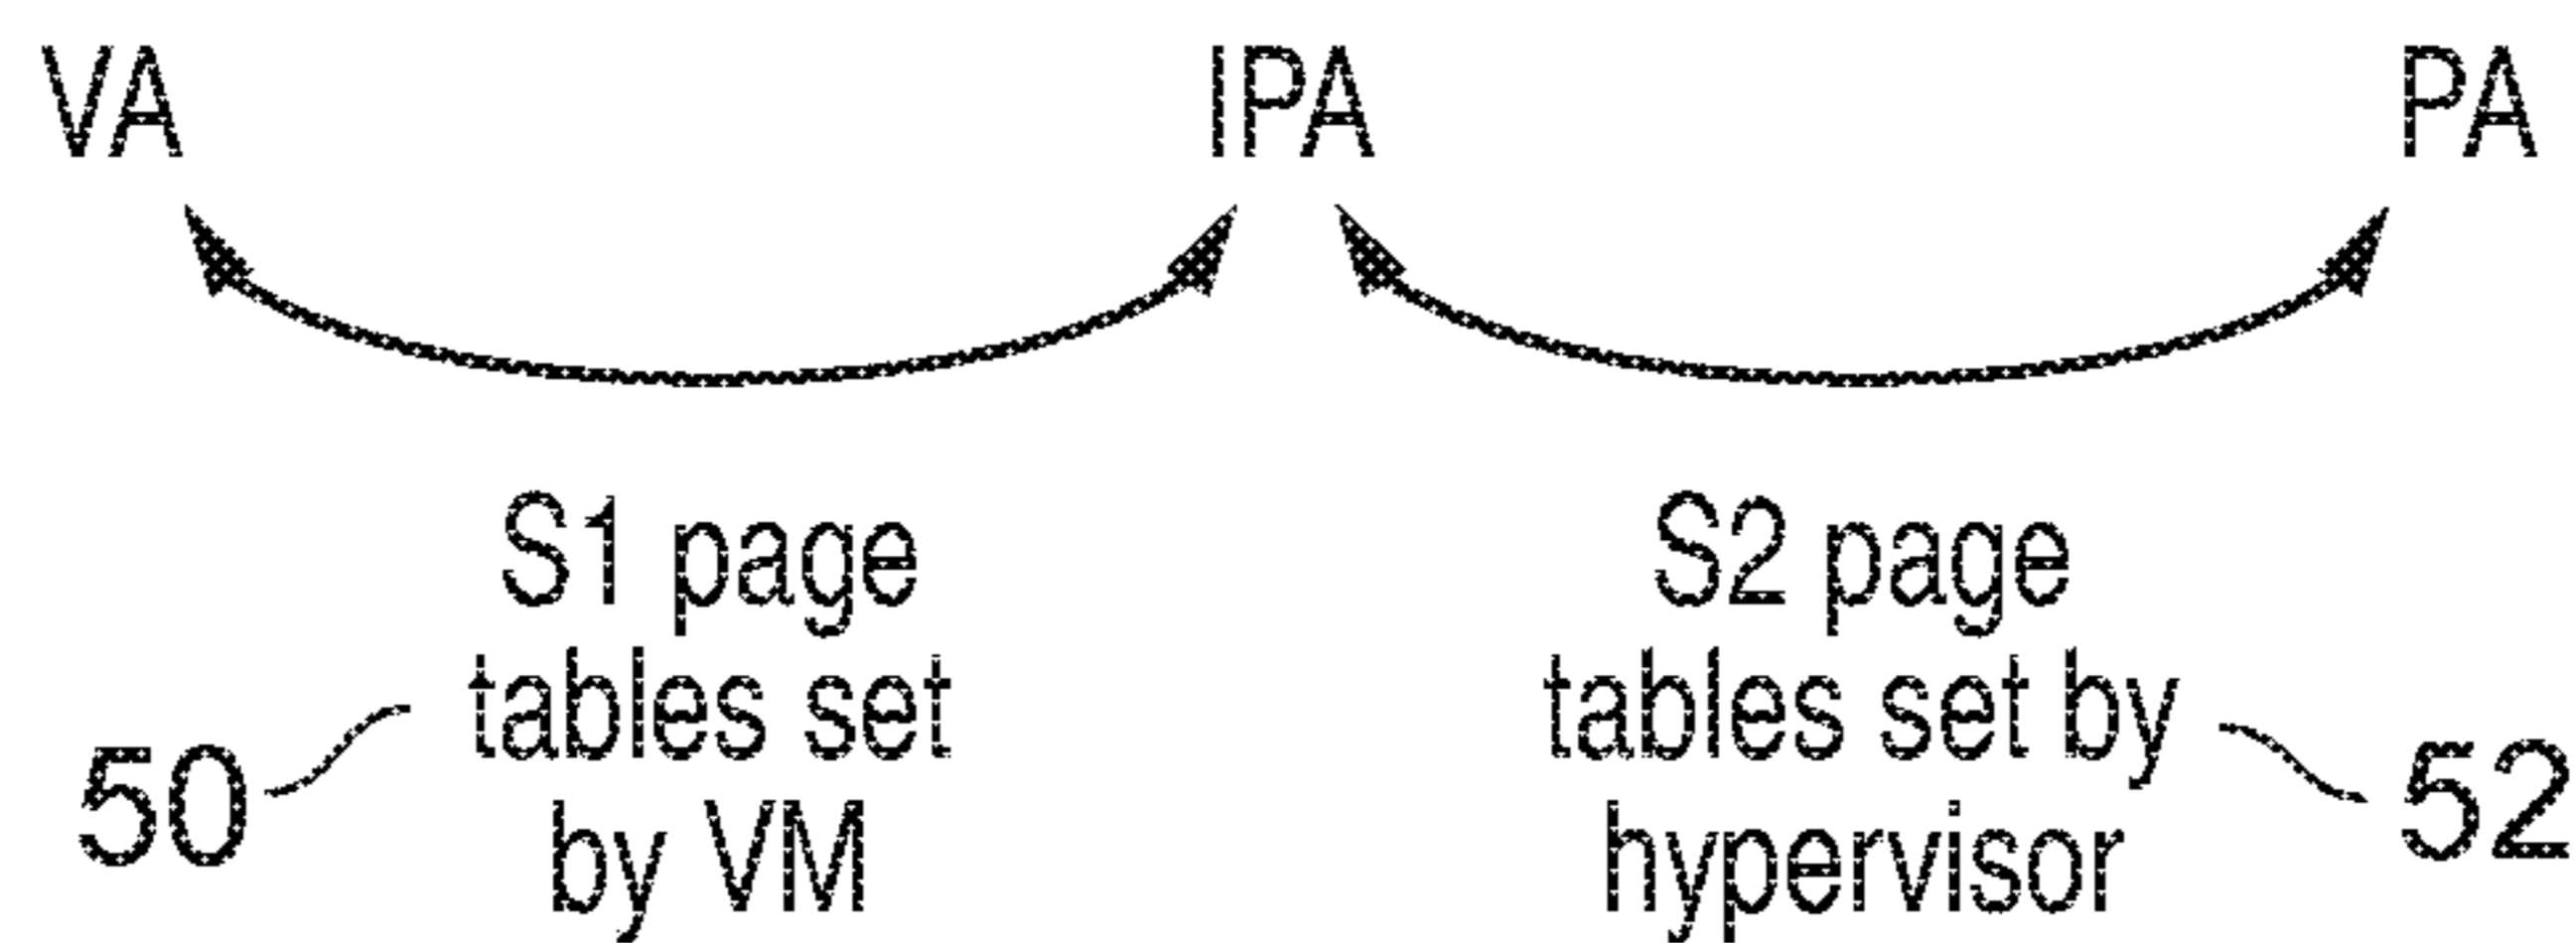 VA IPA PA
S1 page
tables set
by VM
50
S2 page
tables set by
hypervisor
52